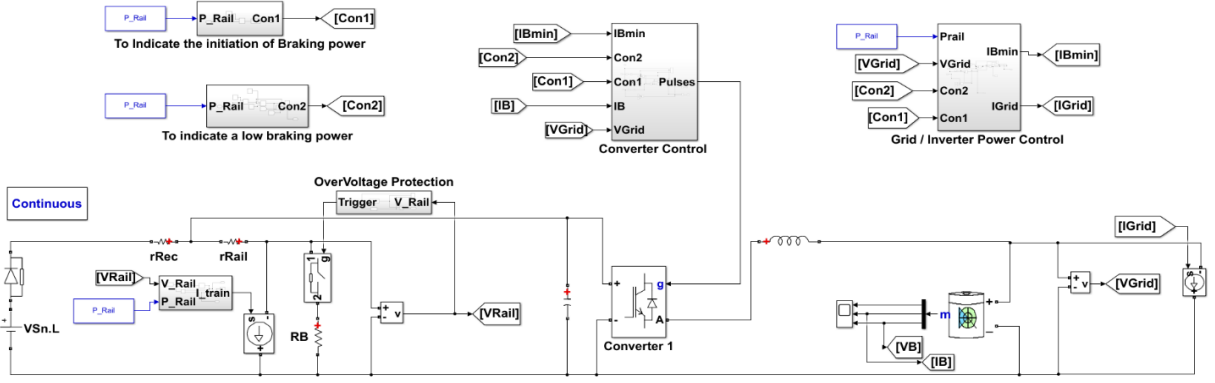 P_Rail
P_Rail Con1
[Con1]
To Indicate the initiation of Braking power
P_Rail
P_Rail Con2
[Con2]
To indicate a low braking power
[IBmin]
[Con2]
[Con1]
[IB]
[VGrid]
IBmin
Con2
Con1
IB
VGrid
Pulses
Converter Control
P_Rail
[VGrid]
[Con2]
[Con1]
Prail
VGrid
Con2
Con1
IBmin
IGrid
[IBmin]
[IGrid]
Grid / Inverter Power Control
Continuous
OverVoltage Protection
Trigger V_Rail
rRec
rRail
[VRail]
P_Rail
V_Rail
P_Rail
I_train
s
-
+
1
g
2
RB
+
-
v
[VRail]
VSn.L
+
-
g
A
Converter 1
m
+
_
[VB]
[IB]
+
-
v
[VGrid]
[IGrid]
s
-
+